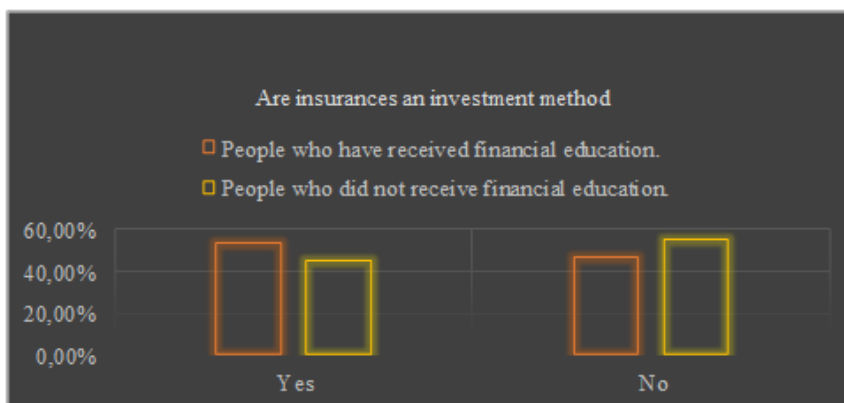 Are insurances an investment method
People who have received financial education.
People who did not receive financial education.
60,00%
40,00%
20,00%
0,00%
Yes
No